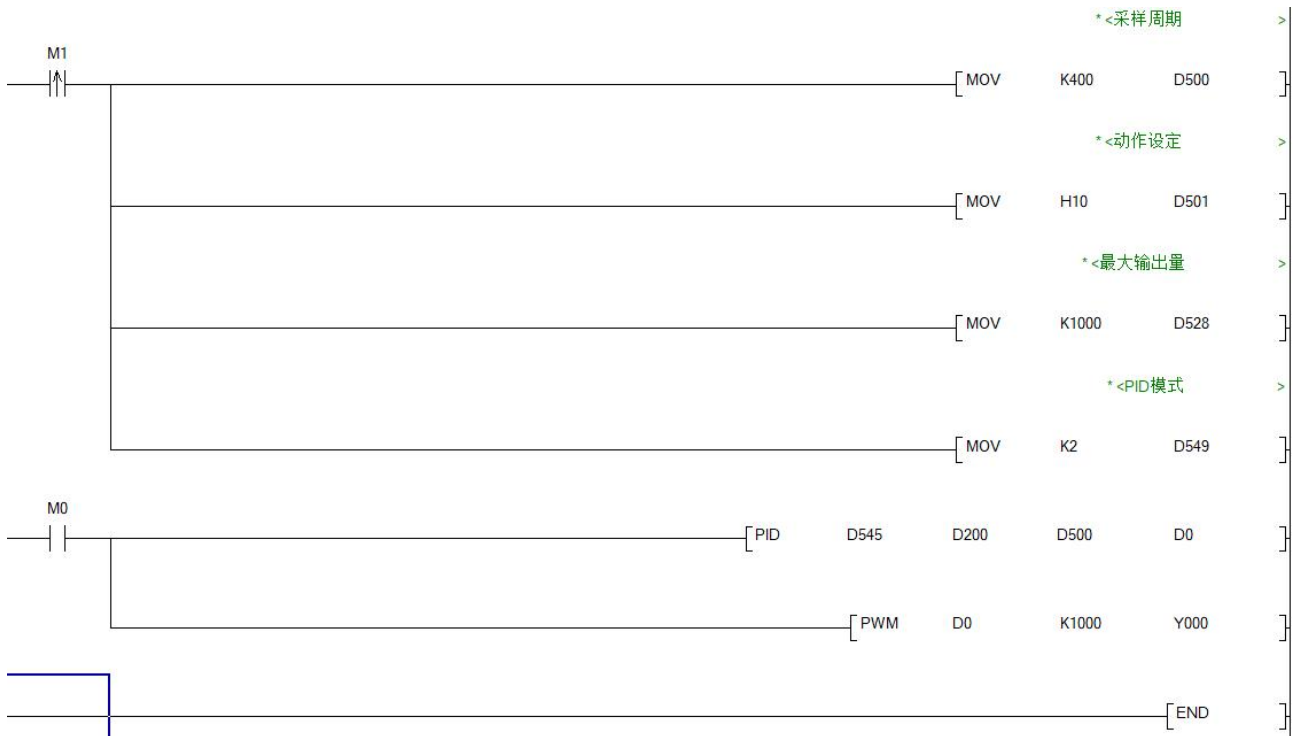 *<采样周期 >
M1
MOV K400 D500
*<动作设定 >
MOV H10 D501
*<最大输出量 >
MOV K1000 D528
*<PID模式 >
MOV K2 D549
M0
PID D545 D200 D500 D0
PWM D0 K1000 Y000
END